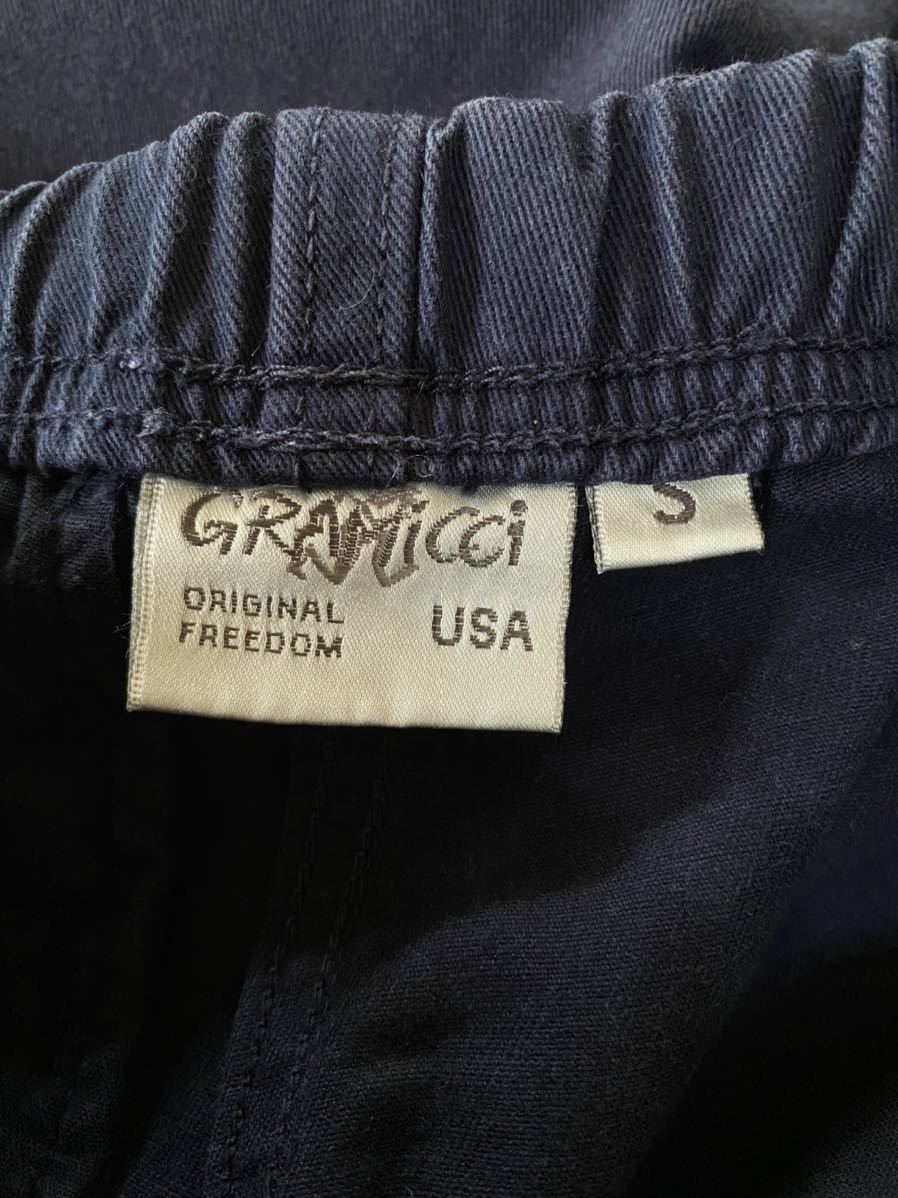 GRAMicci
ORIGINAL
FREEDOM
USA
S